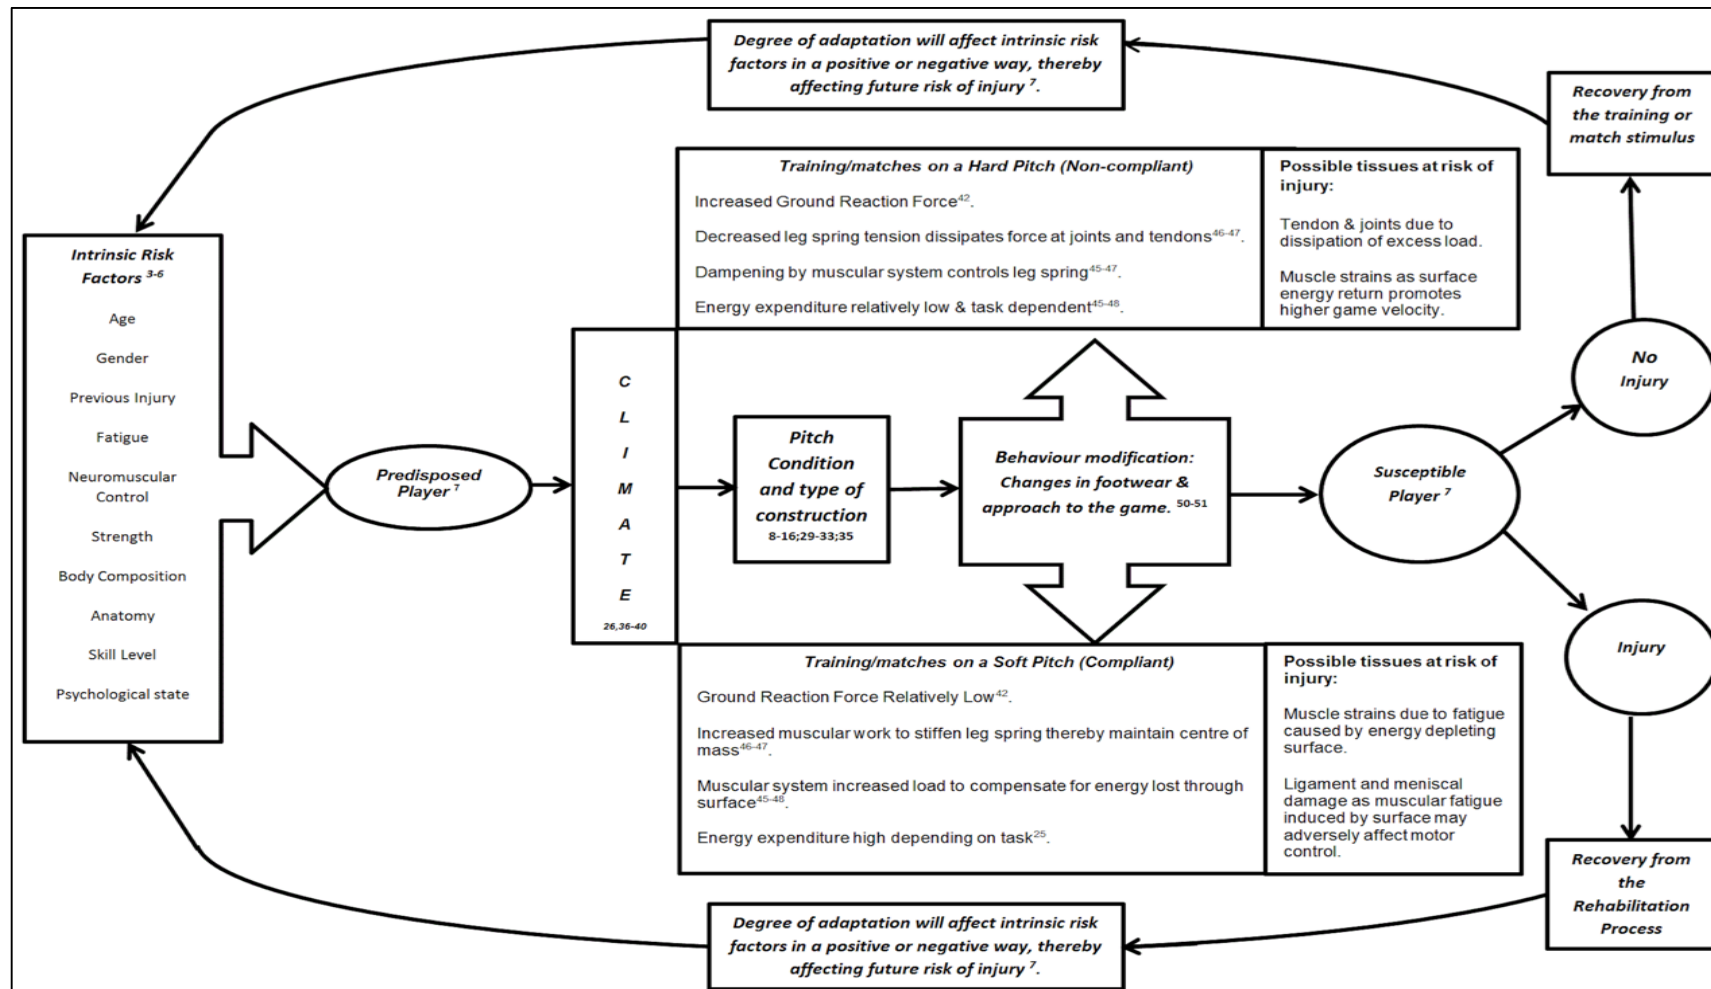 Degree of adaptation will affect intrinsic risk
factors in a positive or negative way, thereby
affecting future risk of injury 7.
Recovery from
the training or
match stimulus
Training/matches on a Hard Pitch (Non-compliant)
Increased Ground Reaction Force42.
Decreased leg spring tension dissipates force at joints and tendons46-47.
Dampening by muscular system controls leg spring45-47.
Energy expenditure relatively low & task dependent45-48.
Possible tissues at risk of
injury:
Tendon & joints due to
dissipation of excess load.
Muscle strains as surface
energy return promotes
higher game velocity.
Intrinsic Risk
Factors 3-6
Age
Gender
Previous Injury
Fatigue
Neuromuscular
Control
Strength
Body Composition
Anatomy
Skill Level
Psychological state
Predisposed
Player 7
C
L
I
M
A
T
E
26,36-40
Pitch
Condition
and type of
construction
8-16;29-33;35
Behaviour modification:
Changes in footwear &
approach to the game. 50-51
Susceptible
Player 7
No
Injury
Injury
Training/matches on a Soft Pitch (Compliant)
Ground Reaction Force Relatively Low42.
Increased muscular work to stiffen leg spring thereby maintain centre of
mass46-47.
Muscular system increased load to compensate for energy lost through
surface45-48.
Energy expenditure high depending on task25.
Possible tissues at risk of
injury:
Muscle strains due to fatigue
caused by energy depleting
surface.
Ligament and meniscal
damage as muscular fatigue
induced by surface may
adversely affect motor
control.
Recovery from
the
Rehabilitation
Process
Degree of adaptation will affect intrinsic risk
factors in a positive or negative way, thereby
affecting future risk of injury 7.